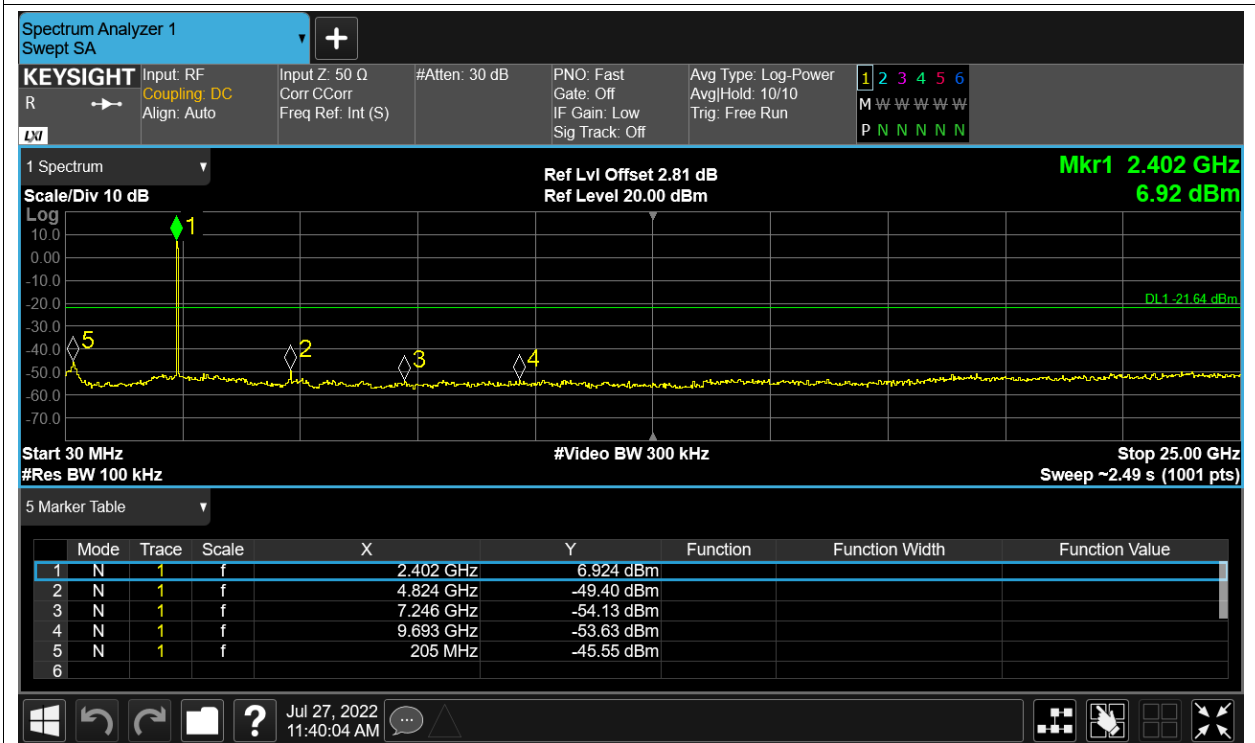 Spectrum Analyzer 1
Swept SA
KEYSIGHT Input: RF Input Z: 50 Ω #Atten: 30 dB PNO: Fast Avg Type: Log-Power 1 2 3 4 5 6
R Coupling: DC Corr CCorr Gate: Off Avg|Hold: 10/10 M W W W W W
Align: Auto Freq Ref: Int (S) IF Gain: Low Trig: Free Run
LXI Sig Track: Off P N N N N N
1 Spectrum Ref Lvl Offset 2.81 dB Mkr1 2.402 GHz
Scale/Div 10 dB Ref Level 20.00 dBm 6.92 dBm
Log
1
10.0
0.00
-10.0
-20.0 DL1 -21.64 dBm
-30.0
5
-40.0 2 3 4
-50.0
-60.0
-70.0
Start 30 MHz #Video BW 300 kHz Stop 25.00 GHz
#Res BW 100 kHz Sweep ~2.49 s (1001 pts)
5 Marker Table
Mode Trace Scale X Y Function Function Width Function Value
1 N 1 f 2.402 GHz 6.924 dBm
2 N 1 f 4.824 GHz -49.40 dBm
3 N 1 f 7.246 GHz -54.13 dBm
4 N 1 f 9.693 GHz -53.63 dBm
5 N 1 f 205 MHz -45.55 dBm
6
? Jul 27, 2022
11:40:04 AM